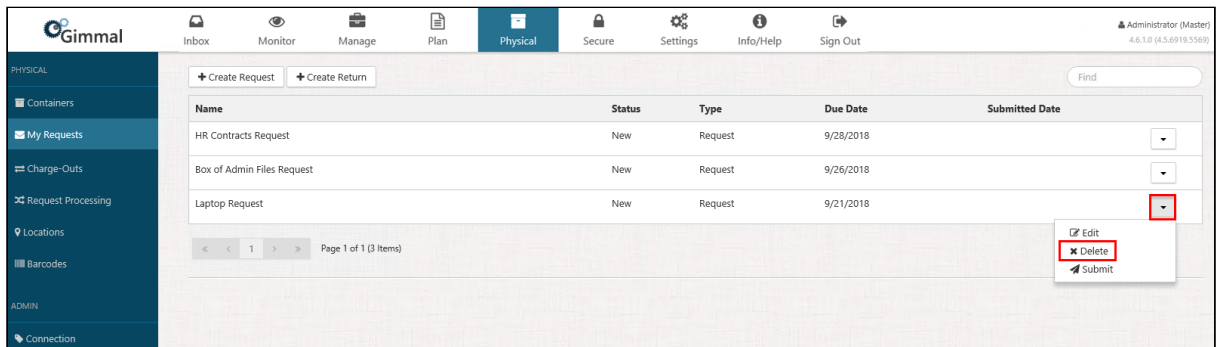 Gimmal
Inbox Monitor Manage Plan Physical Secure Settings Info/Help Sign Out
Administrator (Master)
4.6.1.0 (4.5.6919.5569)
PHYSICAL
Containers
My Requests
Charge-Outs
Request Processing
Locations
Barcodes
ADMIN
Connection
Create Request Create Return Find
Name Status Type Due Date Submitted Date
HR Contracts Request New Request 9/28/2018
Box of Admin Files Request New Request 9/26/2018
Laptop Request New Request 9/21/2018
« < 1 > » Page 1 of 1 (3 Items)
Edit
Delete
Submit